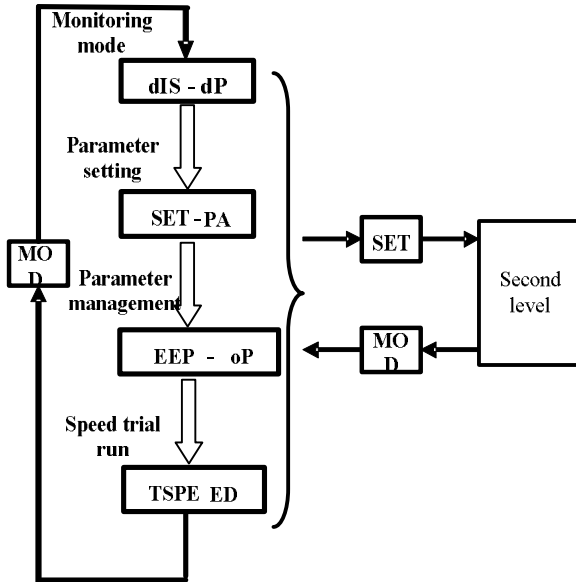 Monitoring
mode
dIS - dP
Parameter
setting
SET - PA
MO
D
Parameter
management
EEP - oP
Speed trial
run
TSPE ED
SET
MO
D
Second
level